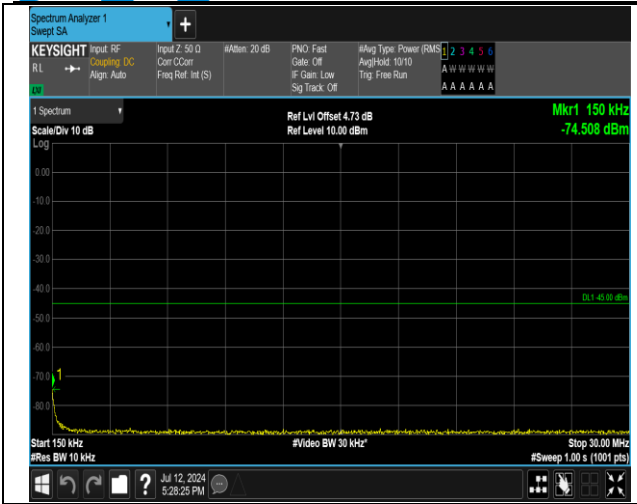 Spectrum Analyzer 1
Swept SA
+
KEYSIGHT
RL
Input: RF
Coupling: DC
Align: Auto
Input Z: 50 Ω
Corr CCorr
Freq Ref: Int (S)
#Atten: 20 dB
PNO: Fast
Gate: Off
IF Gain: Low
Sig Track: Off
#Avg Type: Power (RMS
Avg|Hold: 10/10
Trig: Free Run
1 2 3 4 5 6
A W W W W W
A A A A A A
1 Spectrum
Scale/Div 10 dB
Log
Ref Lvl Offset 4.73 dB
Ref Level 10.00 dBm
Mkr1 150 kHz
-74.508 dBm
0.00
-10.0
-20.0
-30.0
-40.0
-50.0
-60.0
-70.0
-80.0
DL1 -45.00 dBm
1
Start 150 kHz
#Res BW 10 kHz
#Video BW 30 kHz*
Stop 30.00 MHz
#Sweep 1.00 s (1001 pts)
?
Jul 12, 2024
5:28:25 PM